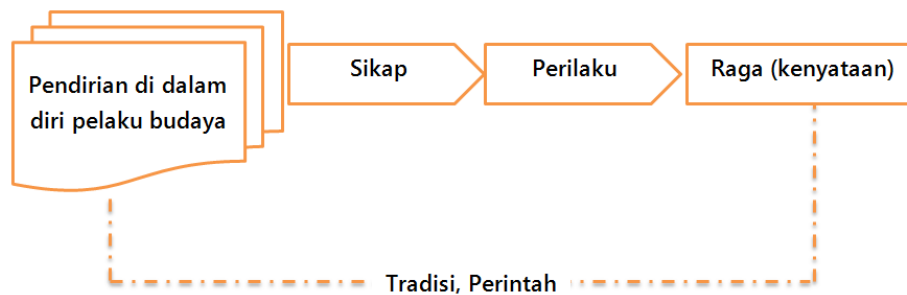 Pendirian di dalam
diri pelaku budaya
Sikap
Perilaku
Raga (kenyataan)
Tradisi, Perintah